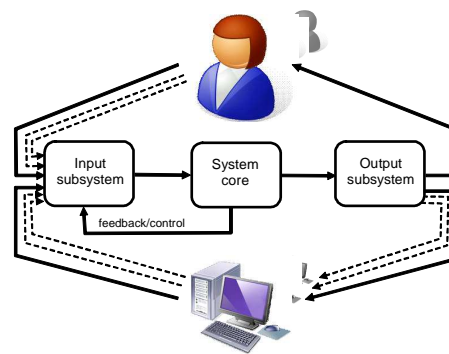 Input
subsystem
System
core
Output
subsystem
feedback/control